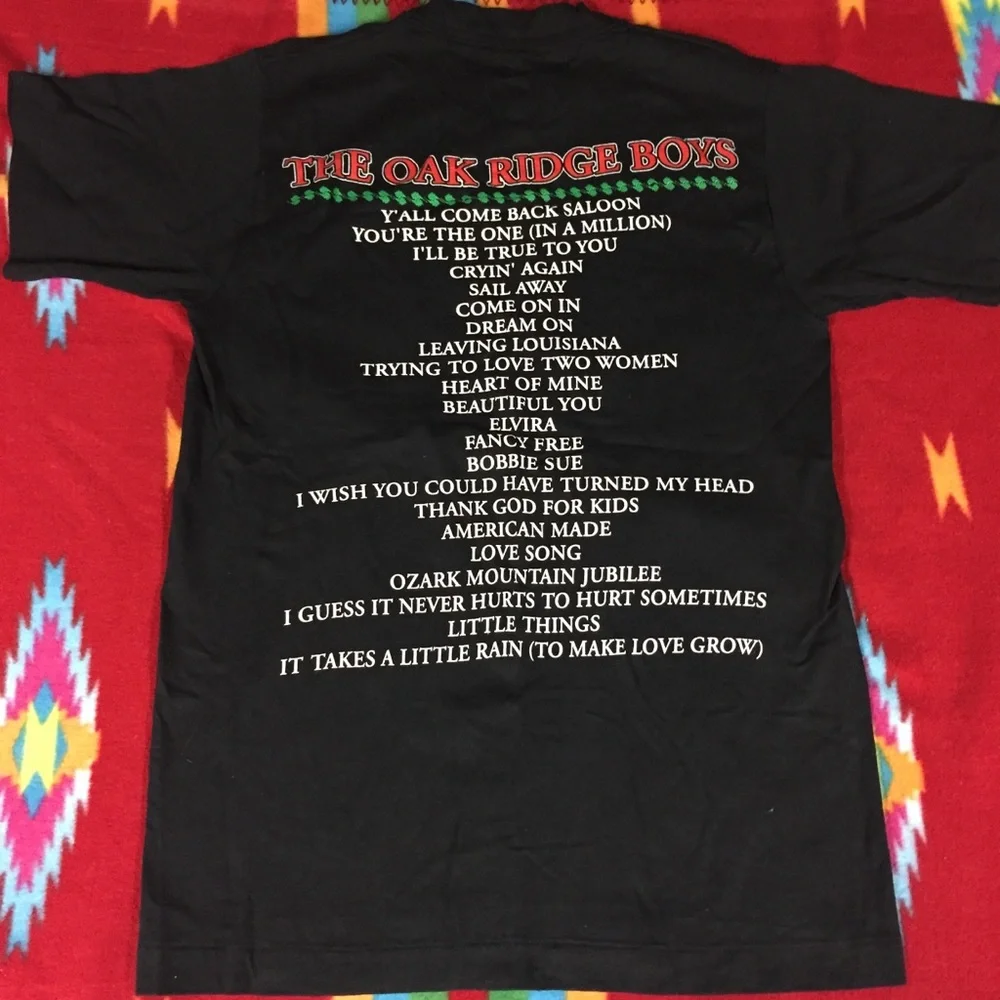 THE OAK RIDGE BOYS
$$$$$$$$$$$$$$$$$$$$$$$$$$$$$
Y'ALL COME BACK SALOON
YOU'RE THE ONE (IN A MILLION)
I'LL BE TRUE TO YOU
CRYIN' AGAIN
SAIL AWAY
COME ON IN
DREAM ON
LEAVING LOUISIANA
TRYING TO LOVE TWO WOMEN
HEART OF MINE
BEAUTIFUL YOU
ELVIRA
FANCY FREE
BOBBIE SUE
I WISH YOU COULD HAVE TURNED MY HEAD
THANK GOD FOR KIDS
AMERICAN MADE
LOVE SONG
OZARK MOUNTAIN JUBILEE
I GUESS IT NEVER HURTS TO HURT SOMETIMES
LITTLE THINGS
IT TAKES A LITTLE RAIN (TO MAKE LOVE GROW)